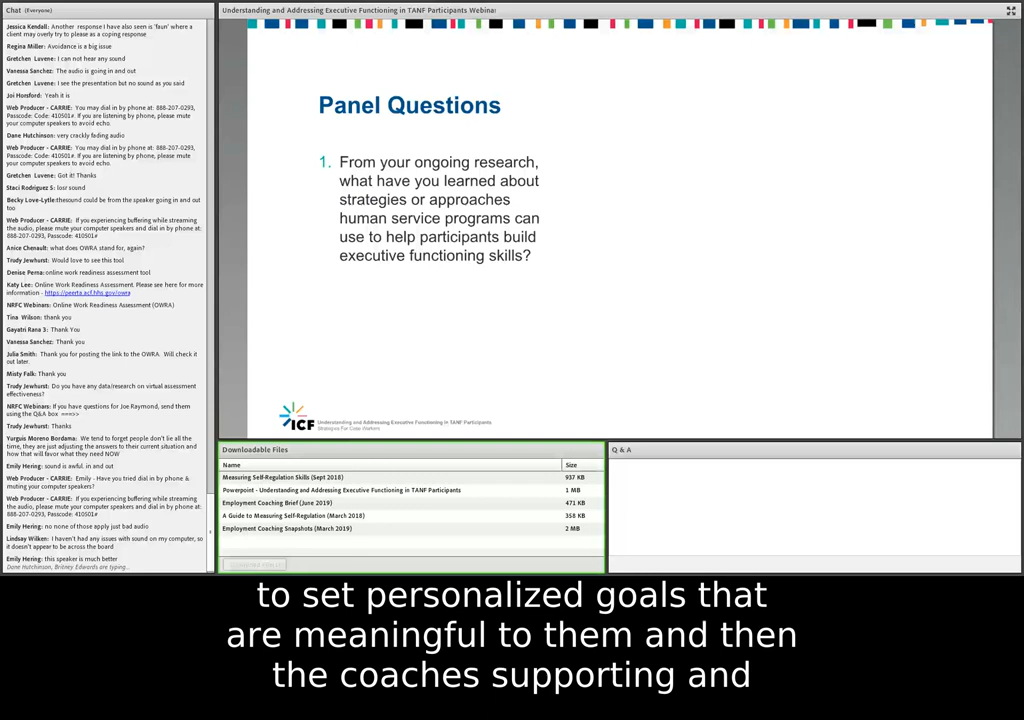 Chat (Everyone)
Jessica Kendall: Another response I have also seen is 'faun' where a
client may overly try to please as a coping response
Regina Miller: Avoidance is a big issue
Gretchen Luvene: I can not hear any sound
Vanessa Sanchez: The audio is going in and out
Gretchen Luvene: I see the presentation but no sound as you said
Joi Horsford: Yeah it is
Web Producer - CARRIE: You may dial in by phone at: 888-207-0293,
Passcode: Code: 410501#. If you are listening by phone, please mute
your computer speakers to avoid echo.
Dane Hutchinson: very crackly fading audio
Web Producer - CARRIE: You may dial in by phone at: 888-207-0293,
Passcode: Code: 410501#. If you are listening by phone, please mute
your computer speakers to avoid echo.
Gretchen Luvene: Got it! Thanks
Staci Rodriguez S: losr sound
Becky Love-Lytle:thesound could be from the speaker going in and out
too.
Web Producer - CARRIE: If you experiencing buffering while streaming
the audio, please mute your computer speakers and dial in by phone at:
888-207-0293, Passcode: 410501#
Anice Chenault: what does OWRA stand for, again?
Trudy Jewhurst: Would love to see this tool
Denise Perna: online work readiness assessment tool
Katy Lee: Online Work Readiness Assessment. Please see here for more
information - https://peerta.acf.hhs.gov/owra
NRFC Webinars: Online Work Readiness Assessment (OWRA)
Tina Wilson: thank you
Gayatri Rana 3: Thank You
Vanessa Sanchez: Thank you
Julia Smith: Thank you for posting the link to the OWRA. Will check it
out later.
Misty Falk: Thank you
Trudy Jewhurst: Do you have any data/research on virtual assessment
effectiveness?
NRFC Webinars: If you have questions for Joe Raymond, send them
using the Q&A box ===>>
Trudy Jewhurst: Thanks
Yurguis Moreno Bordama: We tend to forget people don't lie all the
time, they are just adjusting the answers to their current situation and
how that will favor what they need NOW
Emily Hering: sound is awful. in and out
Web Producer - CARRIE: Emily - Have you tried dial in by phone &
muting your computer speakers?
Web Producer - CARRIE: If you experiencing buffering while streaming
the audio, please mute your computer speakers and dial in by phone at:
888-207-0293, Passcode: 410501#
Emily Hering: no none of those apply just bad audio
Lindsay Wilken: I haven't had any issues with sound on my computer, so
it doesn't appear to be across the board
Emily Hering: this speaker is much better
Dane Hutchinson, Britney Edwards are typing...
Understanding and Addressing Executive Functioning in TANF Participants Webinar
Panel Questions
1. From your ongoing research,
what have you learned about
strategies or approaches
human service programs can
use to help participants build
executive functioning skills?
ICF
Understanding and Addressing Executive Functioning in TANF Participants
Strategies For Case Workers
Downloadable Files
Name Size
Measuring Self-Regulation Skills (Sept 2018) 937 KB
Powerpoint - Understanding and Addressing Executive Functioning in TANF Participants 1 MB
Employment Coaching Brief (June 2019) 471 KB
A Guide to Measuring Self-Regulation (March 2018) 358 KB
Employment Coaching Snapshots (March 2019) 2 MB
Q & A
to set personalized goals that
are meaningful to them and then
the coaches supporting and